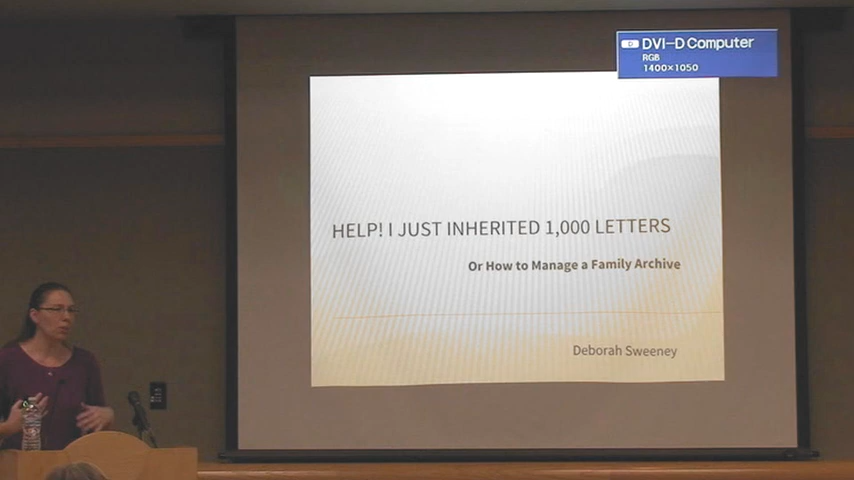 DVI-D Computer
RGB
1400×1050
HELP! I JUST INHERITED 1,000 LETTERS
Or How to Manage a Family Archive
Deborah Sweeney